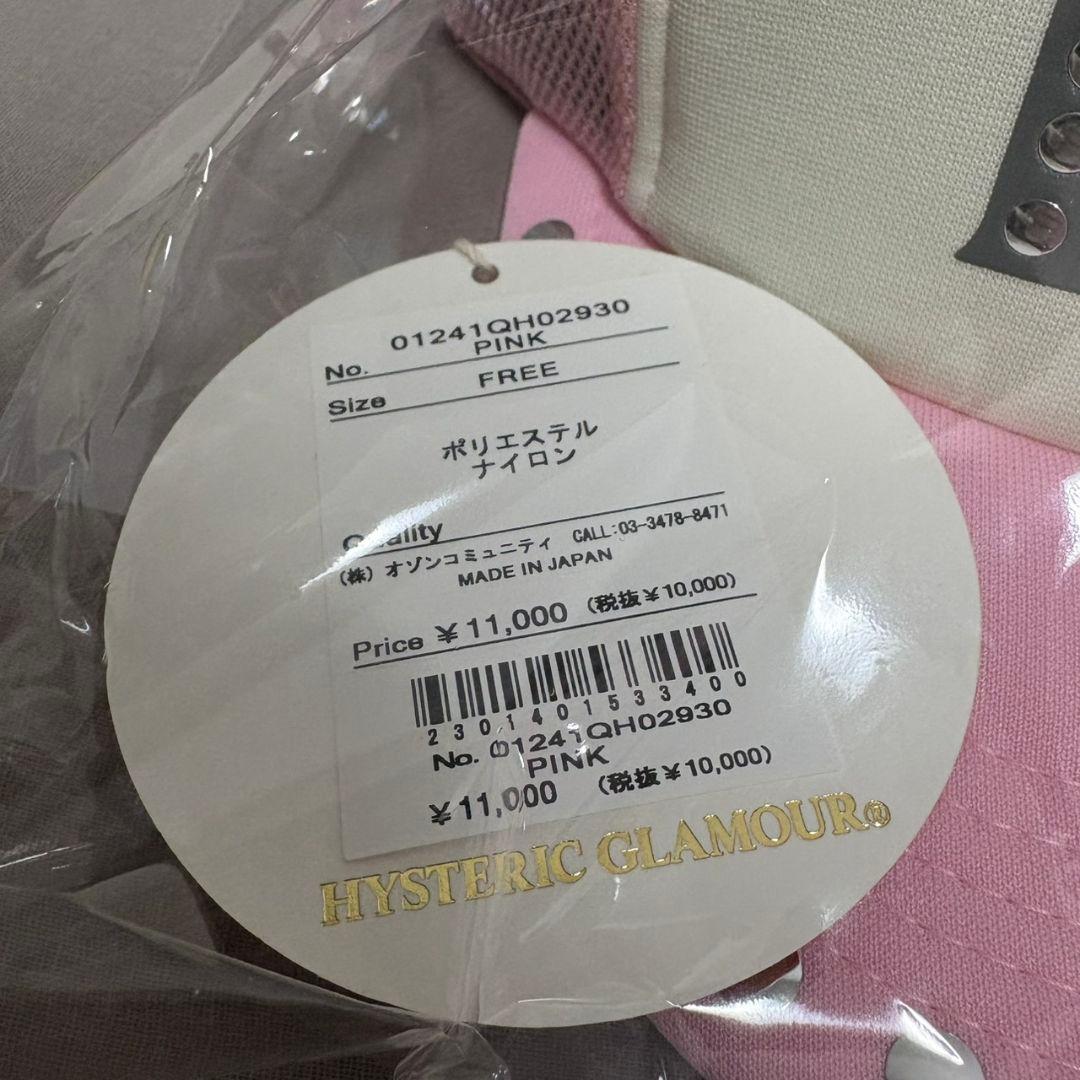 01241QH02930
No. PINK
Size FREE
ポリエステル
ナイロン
Quality
(株) オゾンコミュニティ CALL:03-3478-8471
MADE IN JAPAN
Price ¥11,000 (税抜¥10,000)
2301401533400
No. 01241QH02930
PINK
¥11,000 (税抜¥10,000)
HYSTERIC GLAMOUR®